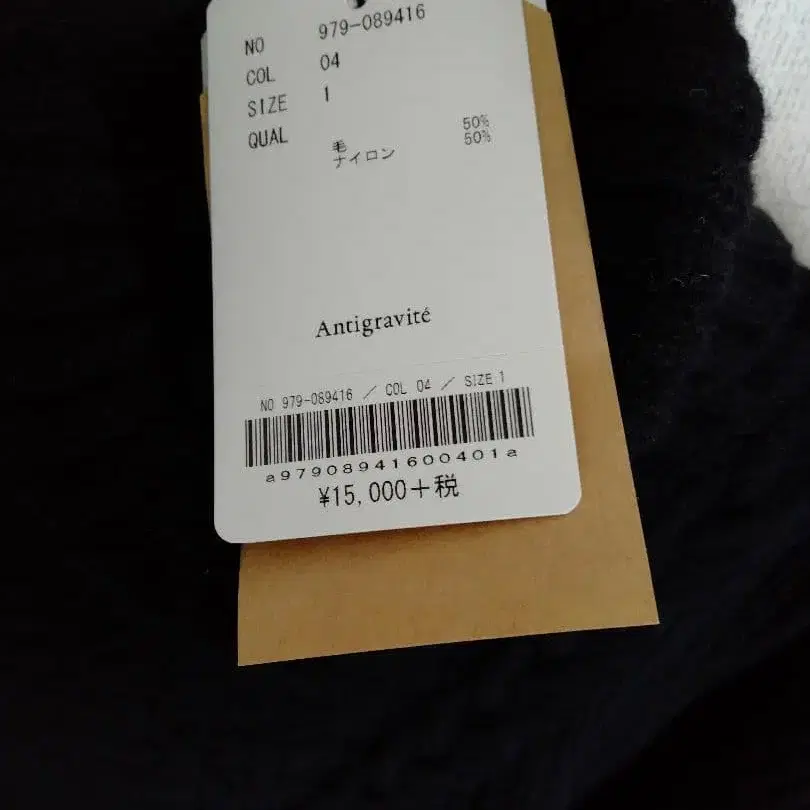 NO 979-089416
COL 04
SIZE 1
QUAL
毛 50%
ナイロン 50%
Antigravité
NO 979-089416 / COL 04 / SIZE 1
a97908941600401a
¥15,000+税